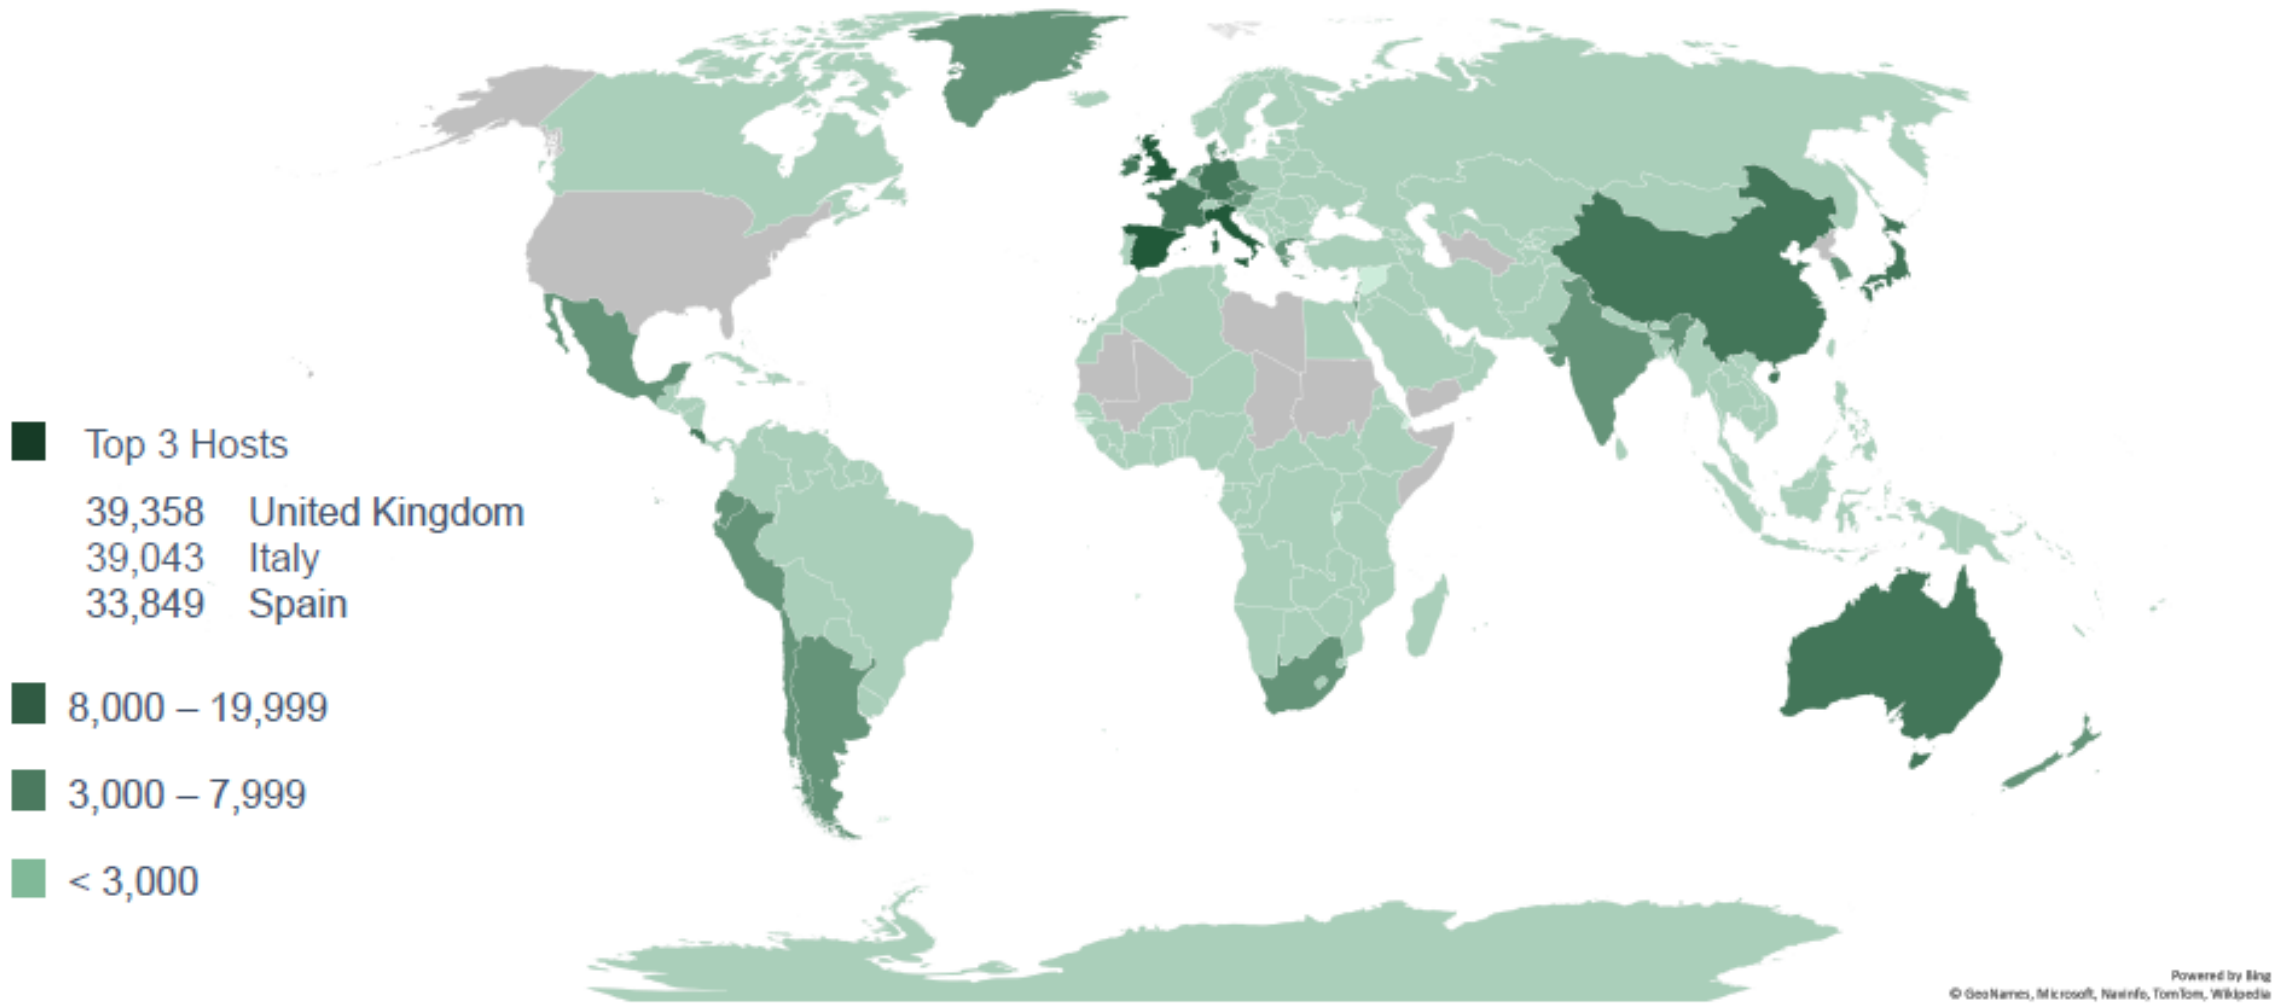 Top 3 Hosts
39,358 United Kingdom
39,043 Italy
33,849 Spain
8,000 – 19,999
3,000 – 7,999
< 3,000
Powered by Bing
© GeoNames, Microsoft, Navinfo, TomTom, Wikipedia